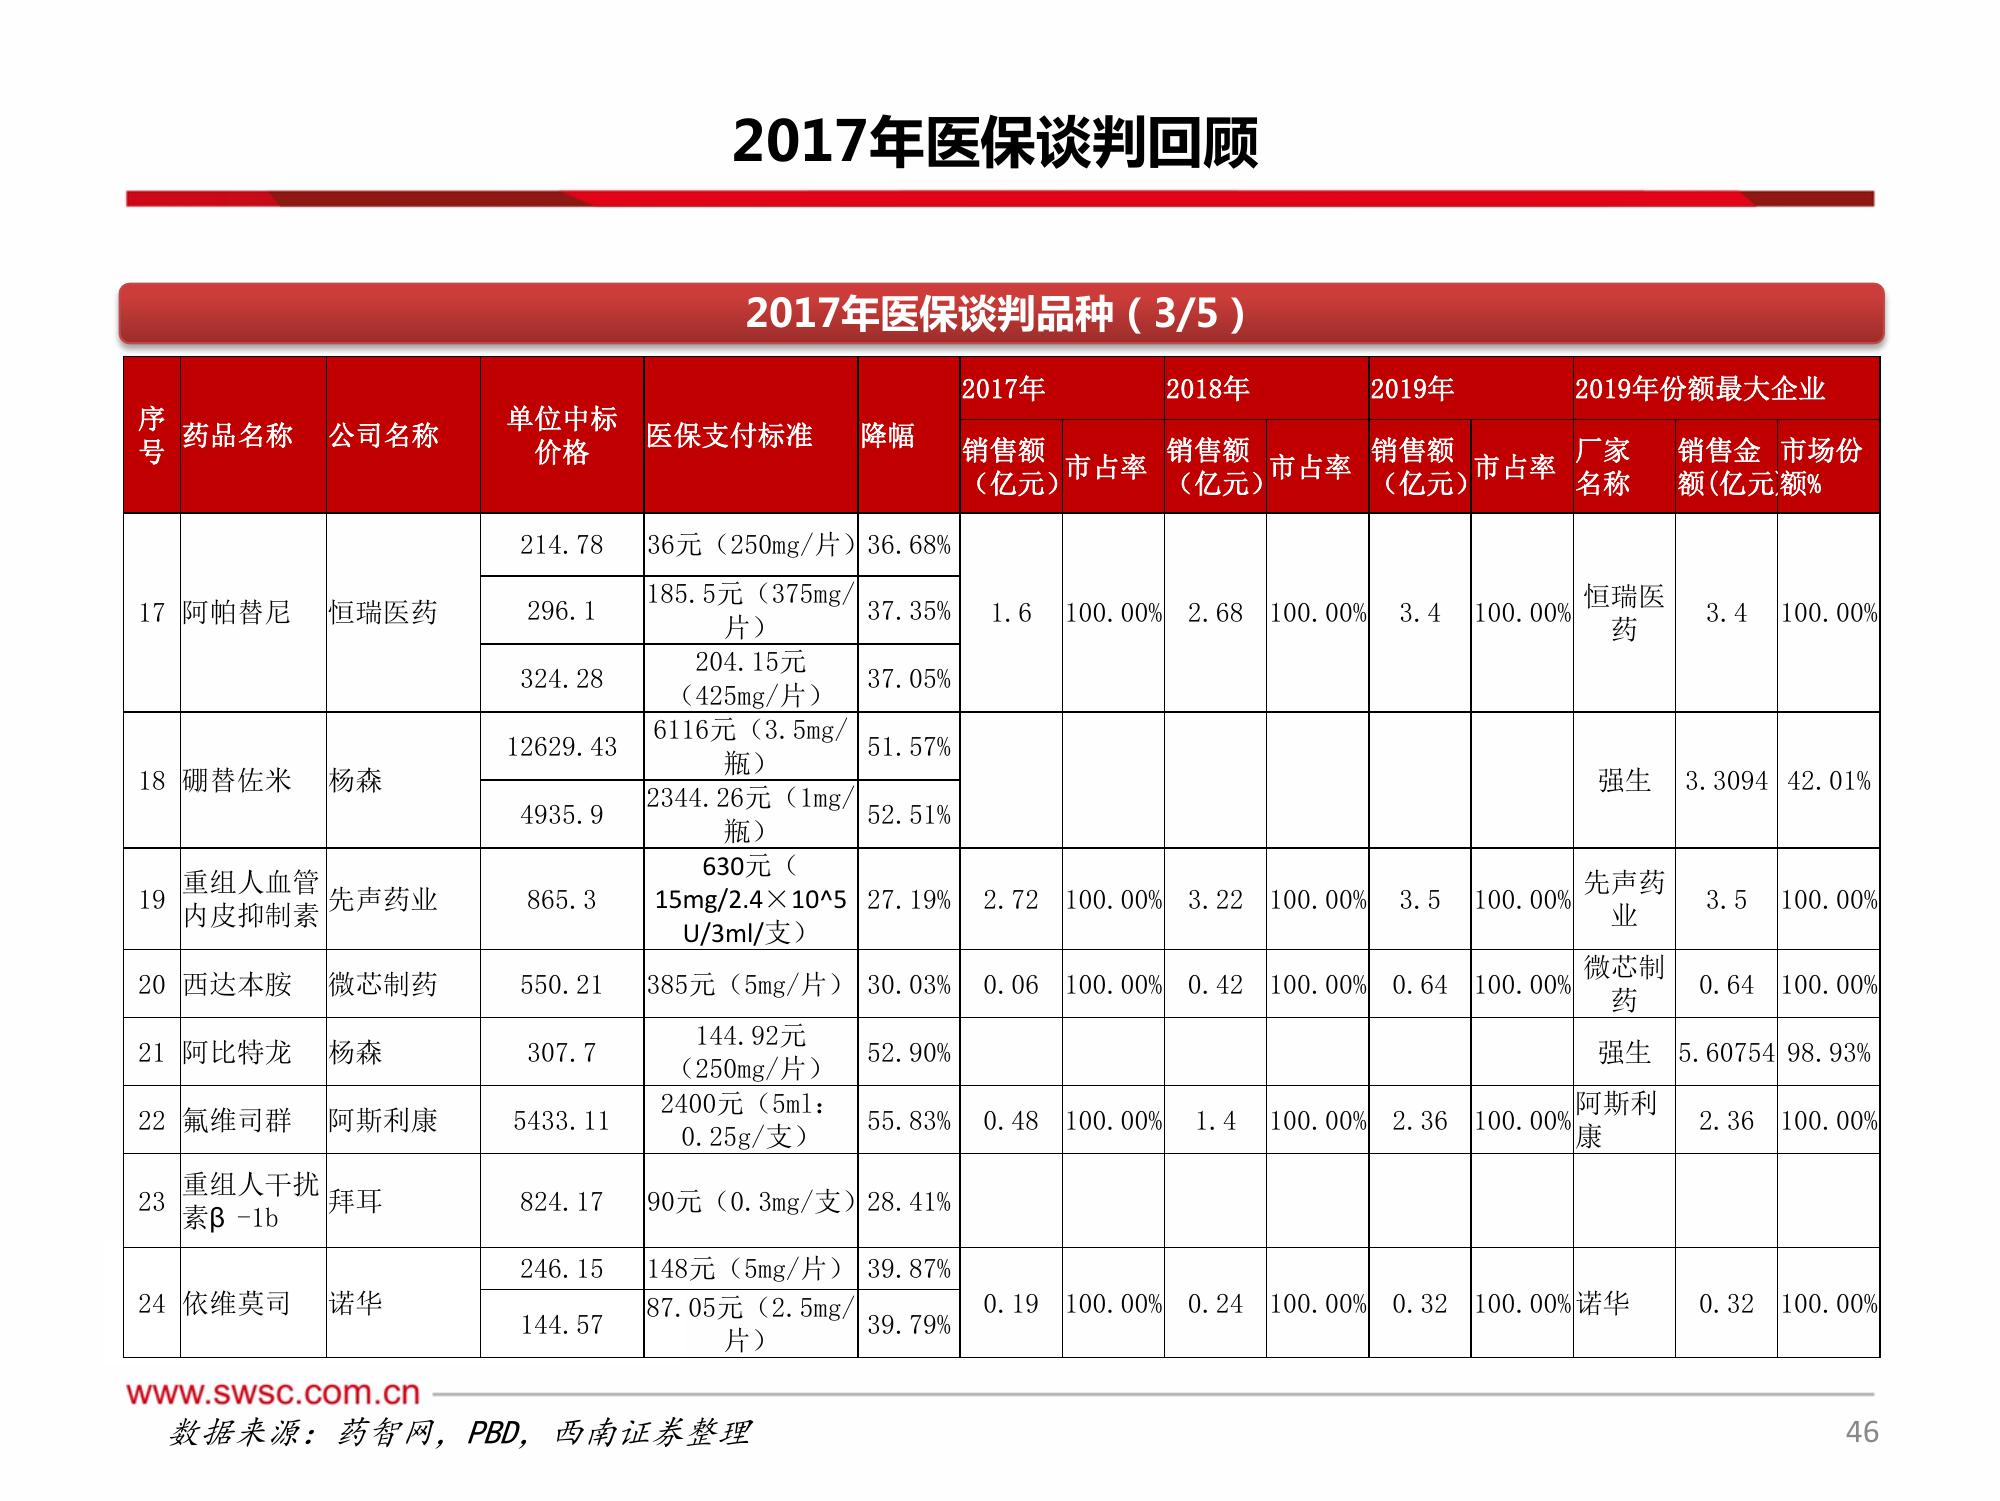 2017年医保谈判回顾
2017年医保谈判品种（3/5）
序号 药品名称 公司名称 单位中标价格 医保支付标准 降幅 2017年 2018年 2019年 2019年份额最大企业
销售额（亿元） 市占率 销售额（亿元） 市占率 销售额（亿元） 市占率 厂家名称 销售金额(亿元) 市场份额%
17 阿帕替尼 恒瑞医药 214.78 36元（250mg/片） 36.68% 1.6 100.00% 2.68 100.00% 3.4 100.00% 恒瑞医药 3.4 100.00%
296.1 185.5元（375mg/片） 37.35%
324.28 204.15元（425mg/片） 37.05%
18 硼替佐米 杨森 12629.43 6116元（3.5mg/瓶） 51.57% 强生 3.3094 42.01%
4935.9 2344.26元（1mg/瓶） 52.51%
19 重组人血管内皮抑制素 先声药业 865.3 630元（15mg/2.4×10^5U/3ml/支） 27.19% 2.72 100.00% 3.22 100.00% 3.5 100.00% 先声药业 3.5 100.00%
20 西达本胺 微芯制药 550.21 385元（5mg/片） 30.03% 0.06 100.00% 0.42 100.00% 0.64 100.00% 微芯制药 0.64 100.00%
21 阿比特龙 杨森 307.7 144.92元（250mg/片） 52.90% 强生 5.60754 98.93%
22 氟维司群 阿斯利康 5433.11 2400元（5ml：0.25g/支） 55.83% 0.48 100.00% 1.4 100.00% 2.36 100.00% 阿斯利康 2.36 100.00%
23 重组人干扰素β -1b 拜耳 824.17 90元（0.3mg/支） 28.41%
24 依维莫司 诺华 246.15 148元（5mg/片） 39.87% 0.19 100.00% 0.24 100.00% 0.32 100.00% 诺华 0.32 100.00%
144.57 87.05元（2.5mg/片） 39.79%
www.swsc.com.cn
数据来源：药智网，PBD，西南证券整理
46